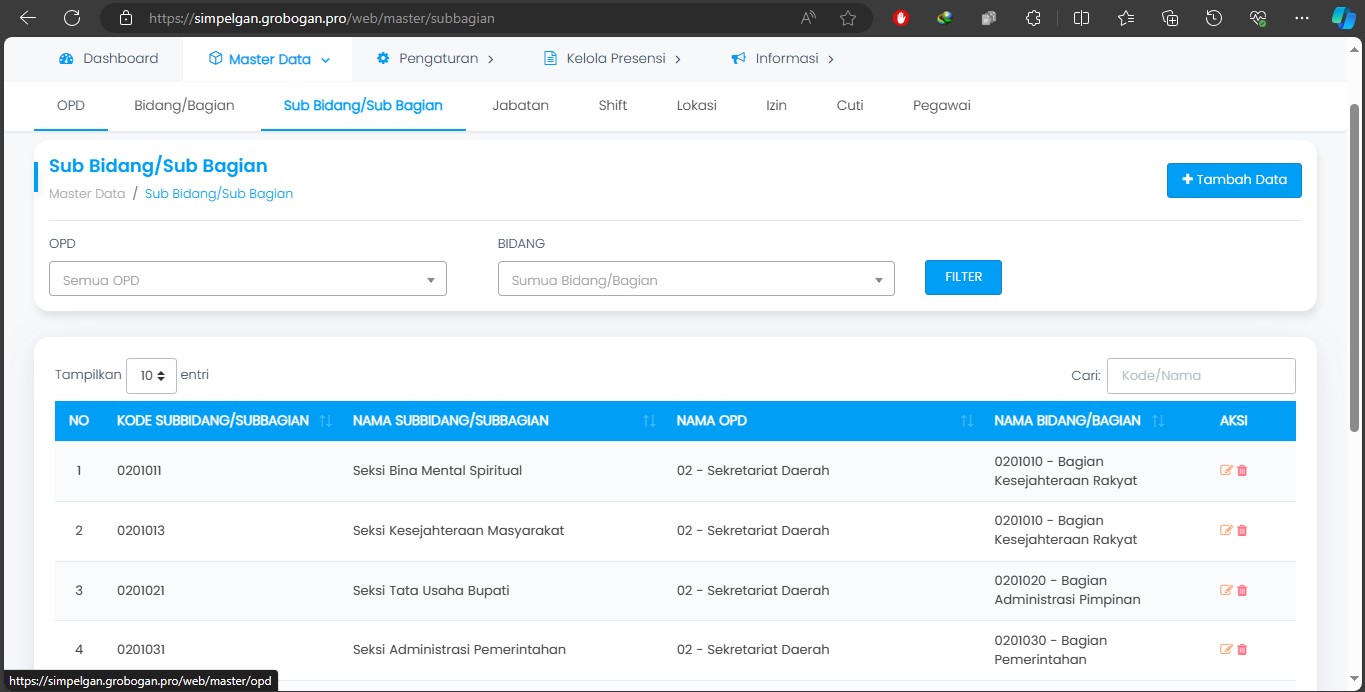 https://simpelgan.grobogan.pro/web/master/subbagian
Dashboard Master Data Pengaturan Kelola Presensi Informasi
OPD Bidang/Bagian Sub Bidang/Sub Bagian Jabatan Shift Lokasi Izin Cuti Pegawai
Sub Bidang/Sub Bagian
Master Data / Sub Bidang/Sub Bagian
+ Tambah Data
OPD BIDANG
Semua OPD Sumua Bidang/Bagian FILTER
Tampilkan 10 entri Cari: Kode/Nama
NO KODE SUBBIDANG/SUBBAGIAN NAMA SUBBIDANG/SUBBAGIAN NAMA OPD NAMA BIDANG/BAGIAN AKSI
1 0201011 Seksi Bina Mental Spiritual 02 - Sekretariat Daerah 0201010 - Bagian
Kesejahteraan Rakyat
2 0201013 Seksi Kesejahteraan Masyarakat 02 - Sekretariat Daerah 0201010 - Bagian
Kesejahteraan Rakyat
3 0201021 Seksi Tata Usaha Bupati 02 - Sekretariat Daerah 0201020 - Bagian
Administrasi Pimpinan
4 0201031 Seksi Administrasi Pemerintahan 02 - Sekretariat Daerah 0201030 - Bagian
Pemerintahan
https://simpelgan.grobogan.pro/web/master/opd